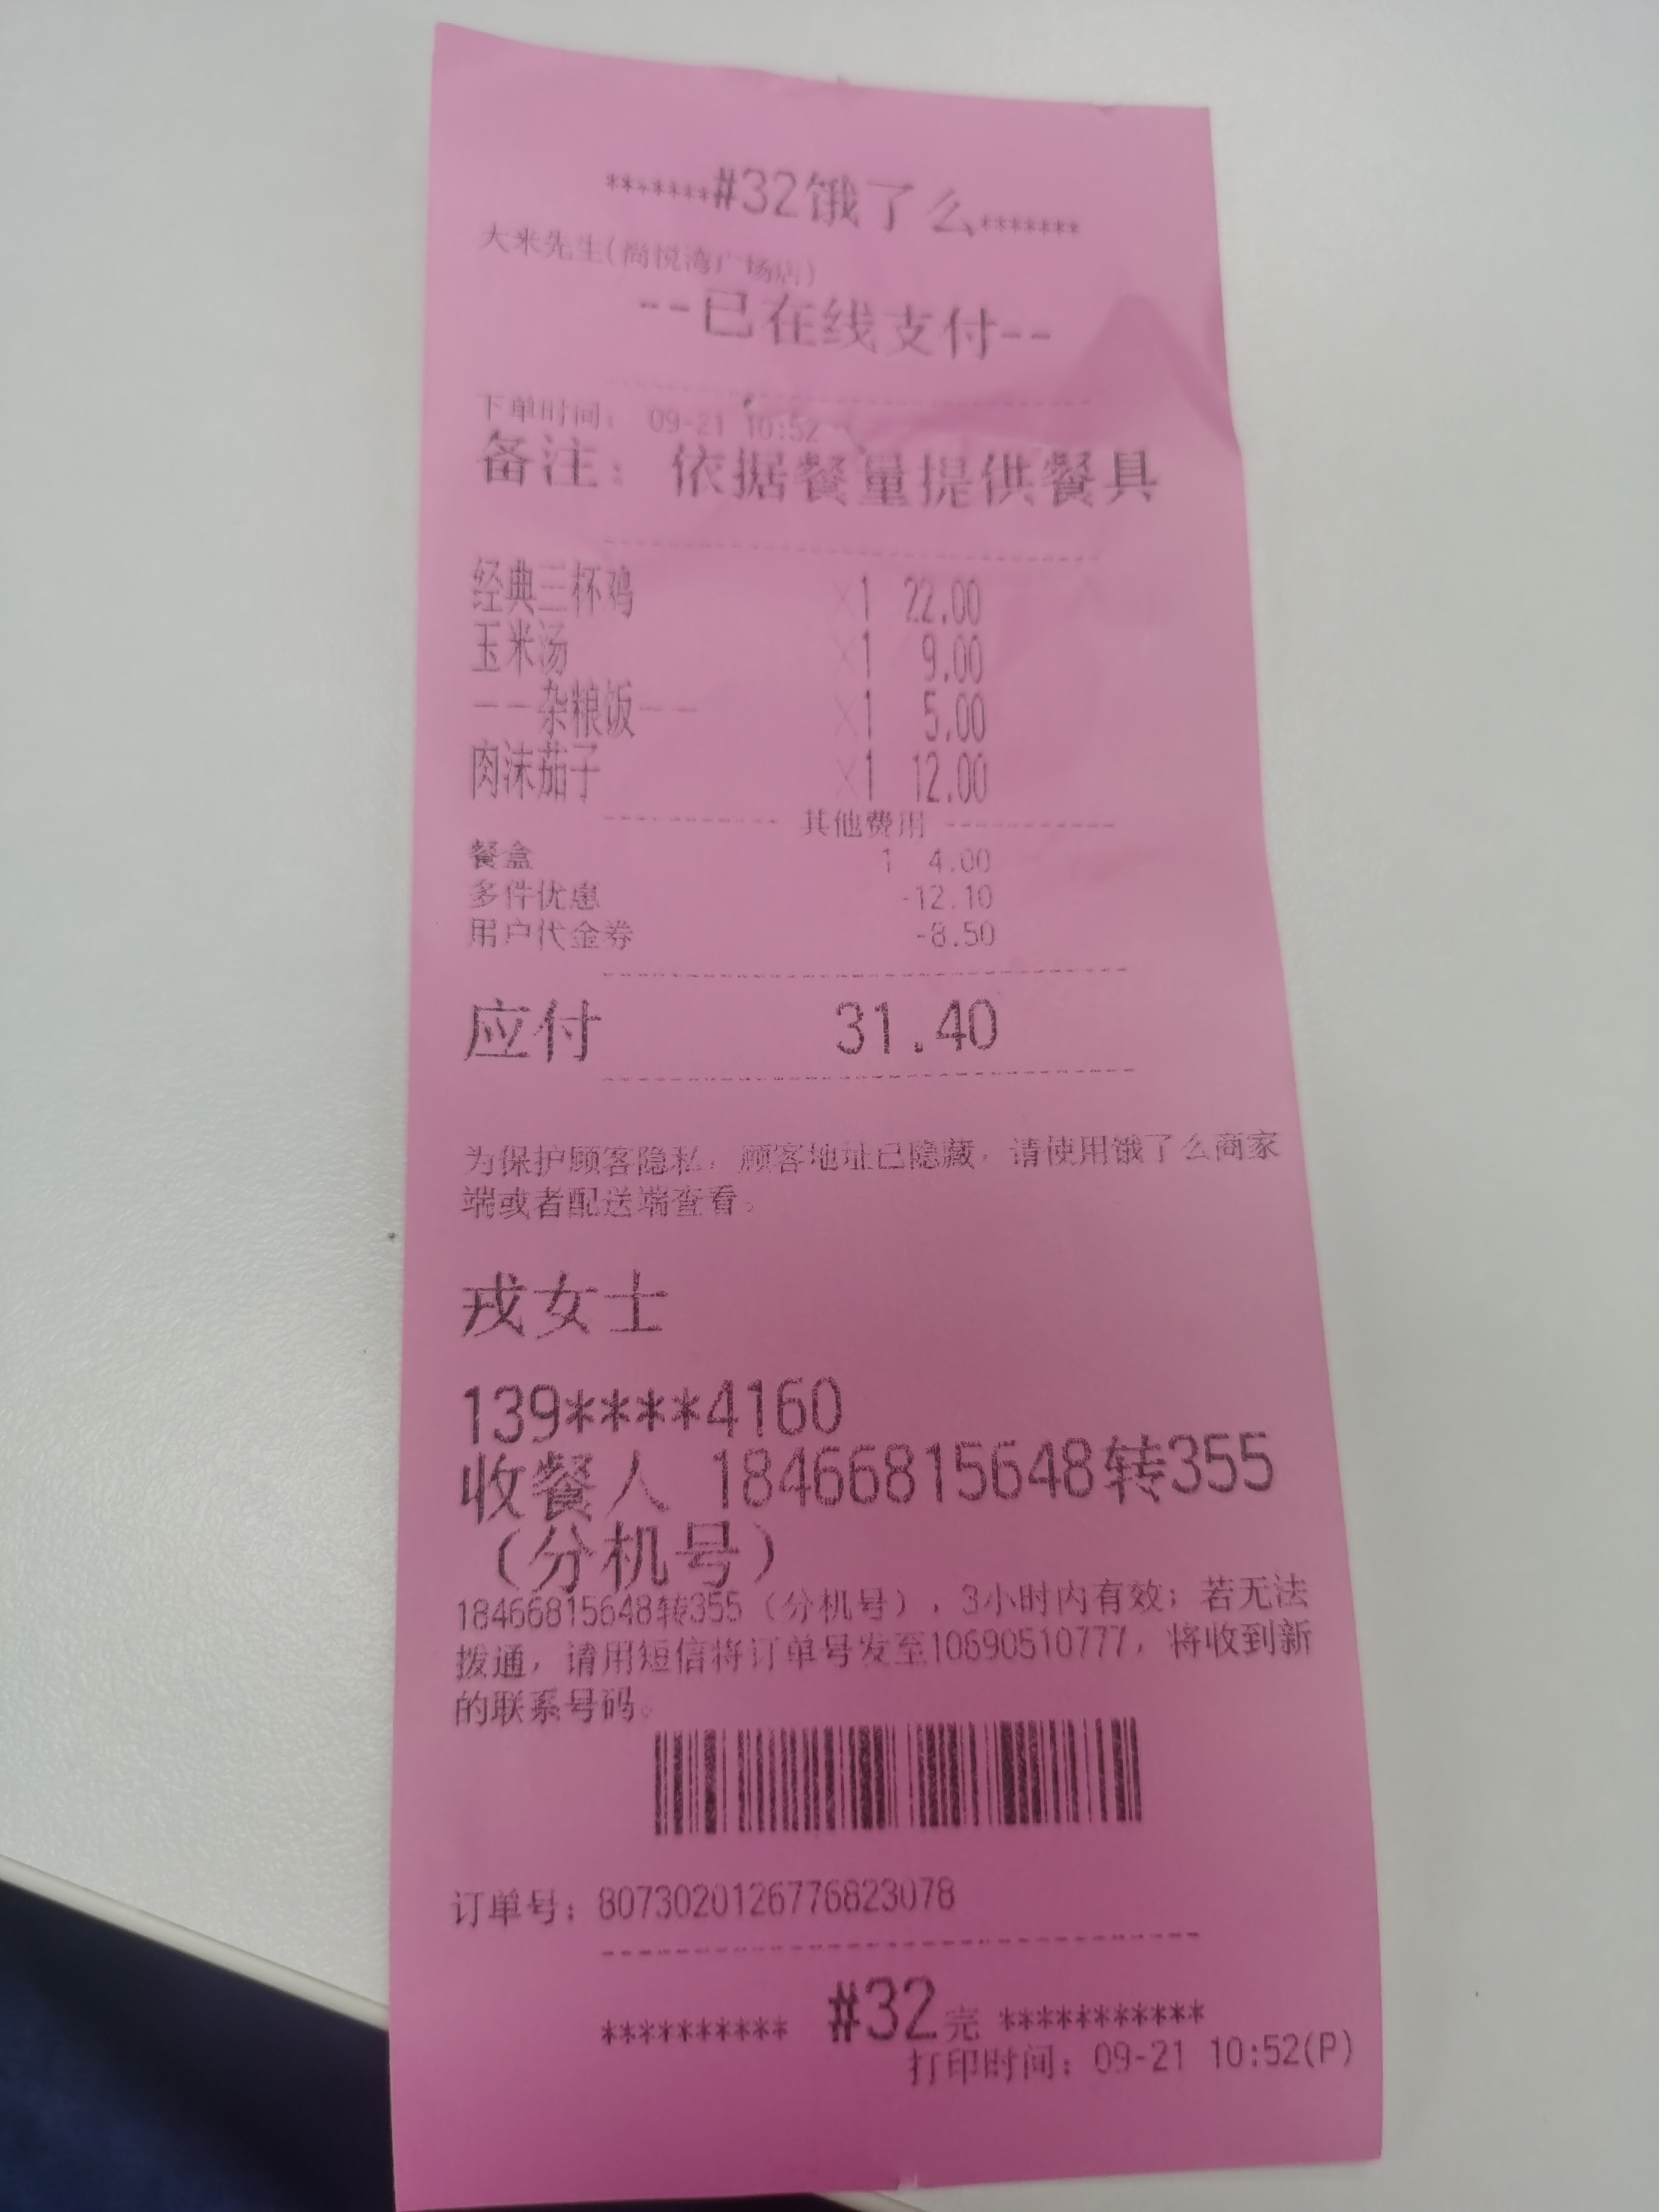 *******#32饿了么*******
大米先生(尚悦湾广场店)
--已在线支付--
下单时间: 09-21 10:52
备注: 依据餐量提供餐具
经典三杯鸡 X1 22.00
玉米汤 X1 9.00
--杂粮饭-- X1 5.00
肉沫茄子 X1 12.00
----------- 其他费用 -----------
餐盒 1 4.00
多件优惠 -12.10
用户代金券 -8.50
应付 31.40
为保护顾客隐私，顾客地址已隐藏，请使用饿了么商家
端或者配送端查看。
戎女士
139****4160
收餐人 18466815648转355
（分机号）
18466815648转355（分机号）, 3小时内有效；若无法
拨通，请用短信将订单号发至10690510777，将收到新
的联系号码。
订单号: 8073020126776823078
********** #32完 ***********
打印时间: 09-21 10:52(P)